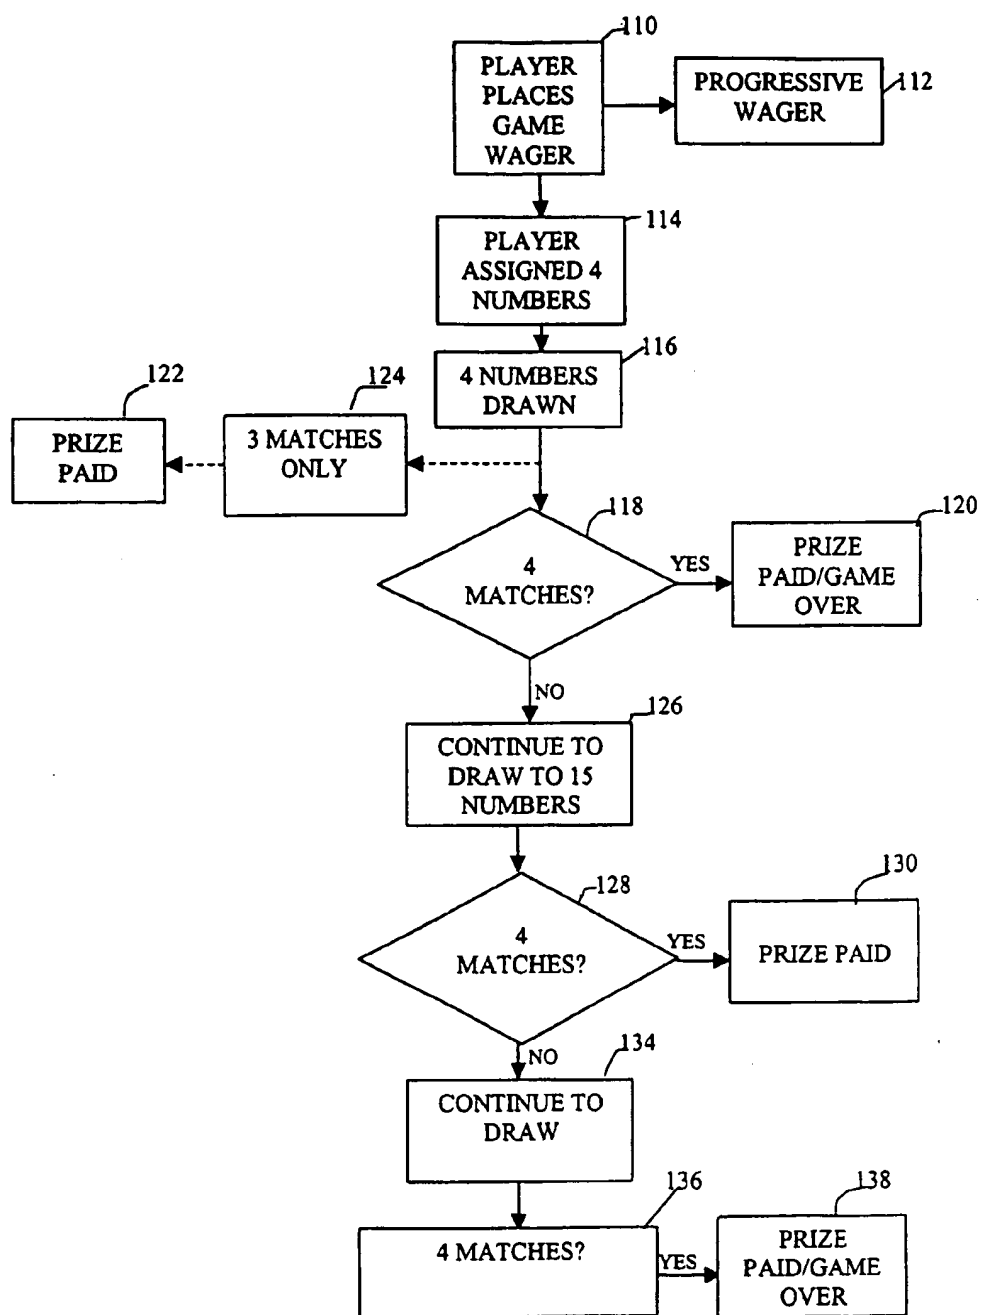 110
PLAYER
PLACES
GAME
WAGER
PROGRESSIVE
WAGER
112
114
PLAYER
ASSIGNED 4
NUMBERS
116
4 NUMBERS
DRAWN
122
PRIZE
PAID
124
3 MATCHES
ONLY
118
4
MATCHES?
YES
120
PRIZE
PAID/GAME
OVER
NO
126
CONTINUE TO
DRAW TO 15
NUMBERS
128
4
MATCHES?
YES
130
PRIZE PAID
NO
134
CONTINUE TO
DRAW
136
4 MATCHES?
YES
138
PRIZE
PAID/GAME
OVER